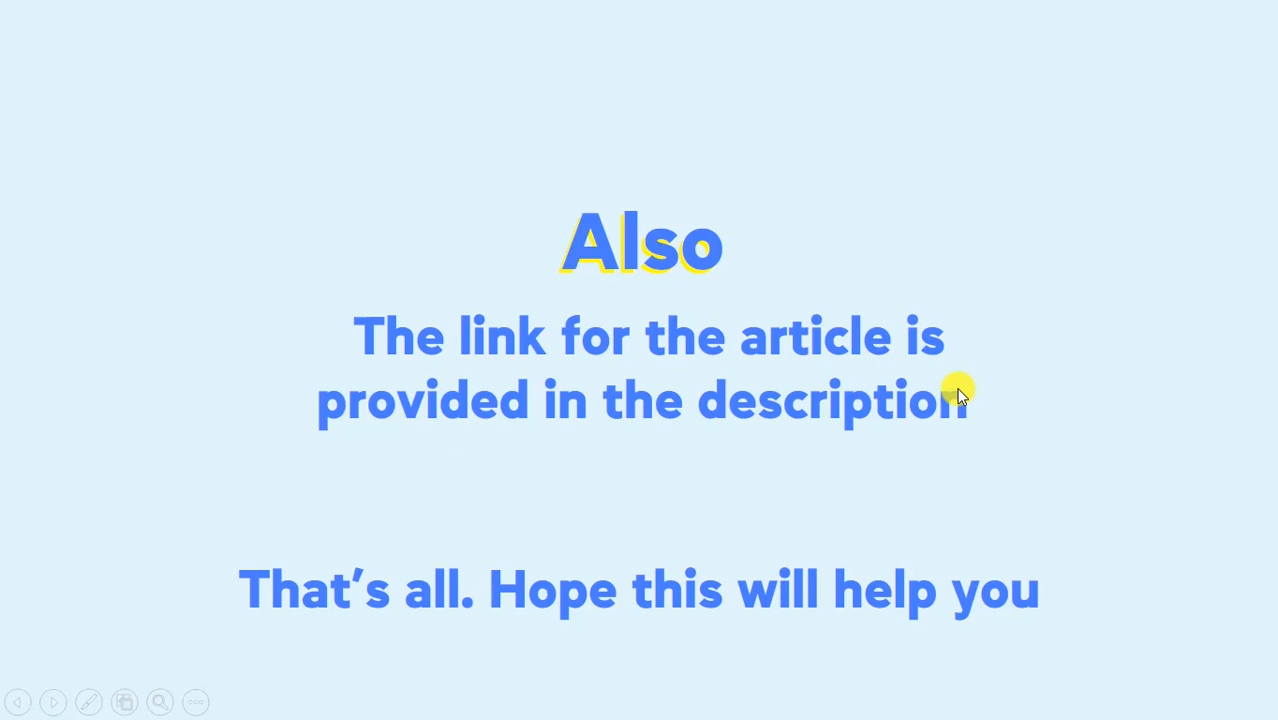 Also
The link for the article is
provided in the description
That's all. Hope this will help you